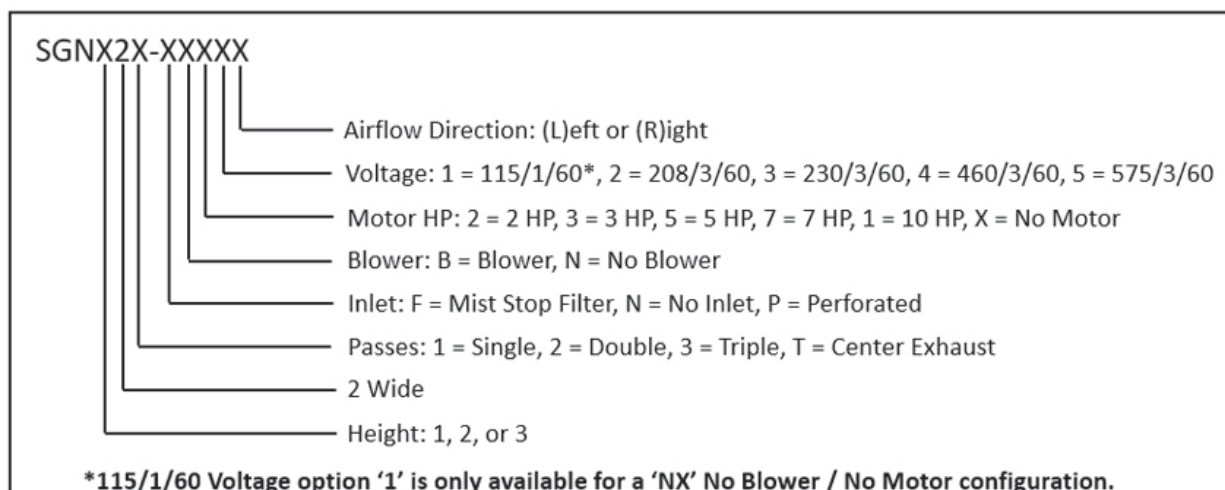 SGNX2X-XXXXX
Airflow Direction: (L)eft or (R)ight
Voltage: 1 = 115/1/60*, 2 = 208/3/60, 3 = 230/3/60, 4 = 460/3/60, 5 = 575/3/60
Motor HP: 2 = 2 HP, 3 = 3 HP, 5 = 5 HP, 7 = 7 HP, 1 = 10 HP, X = No Motor
Blower: B = Blower, N = No Blower
Inlet: F = Mist Stop Filter, N = No Inlet, P = Perforated
Passes: 1 = Single, 2 = Double, 3 = Triple, T = Center Exhaust
2 Wide
Height: 1, 2, or 3
*115/1/60 Voltage option ‘1’ is only available for a ‘NX’ No Blower / No Motor configuration.